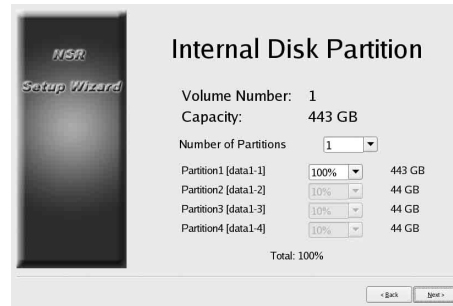 NSR
Setup Wizard
Internal Disk Partition
Volume Number: 1
Capacity: 443 GB
Number of Partitions 1
Partition1 [data1-1] 100% 443 GB
Partition2 [data1-2] 10% 44 GB
Partition3 [data1-3] 10% 44 GB
Partition4 [data1-4] 10% 44 GB
Total: 100%
< Back Next >